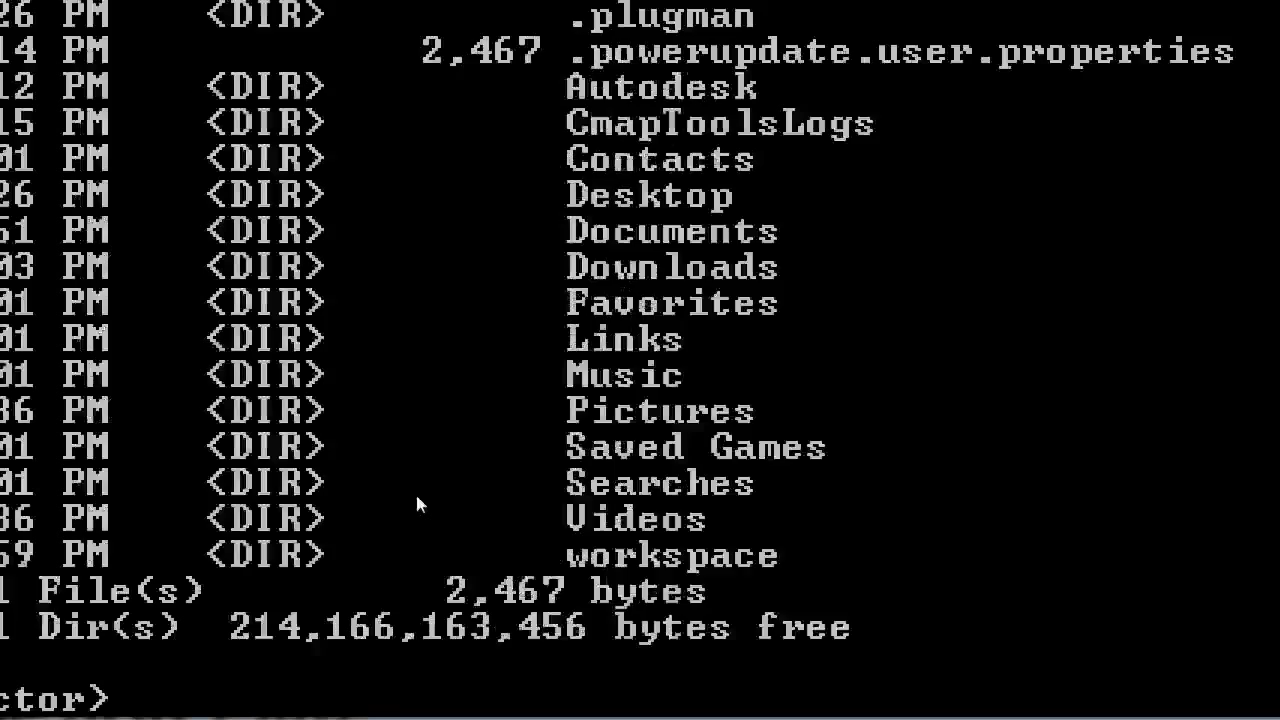 26 PM <DIR> .plugman
14 PM 2,467 .powerupdate.user.properties
12 PM <DIR> Autodesk
15 PM <DIR> CmapToolsLogs
01 PM <DIR> Contacts
26 PM <DIR> Desktop
51 PM <DIR> Documents
03 PM <DIR> Downloads
01 PM <DIR> Favorites
01 PM <DIR> Links
01 PM <DIR> Music
36 PM <DIR> Pictures
01 PM <DIR> Saved Games
01 PM <DIR> Searches
36 PM <DIR> Videos
59 PM <DIR> workspace
1 File(s) 2,467 bytes
1 Dir(s) 214,166,163,456 bytes free
ctor>